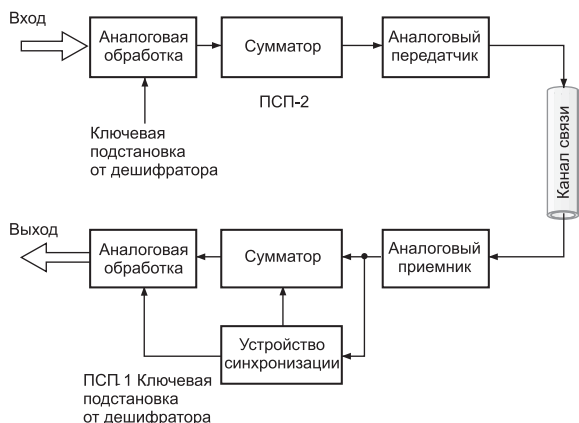 Вход
Аналоговая
обработка
Сумматор
Аналоговый
передатчик
ПСП-2
Ключевая
подстановка
от дешифратора
Канал связи
Выход
Аналоговая
обработка
Сумматор
Аналоговый
приемник
Устройство
синхронизации
ПСП-1 Ключевая
подстановка
от дешифратора